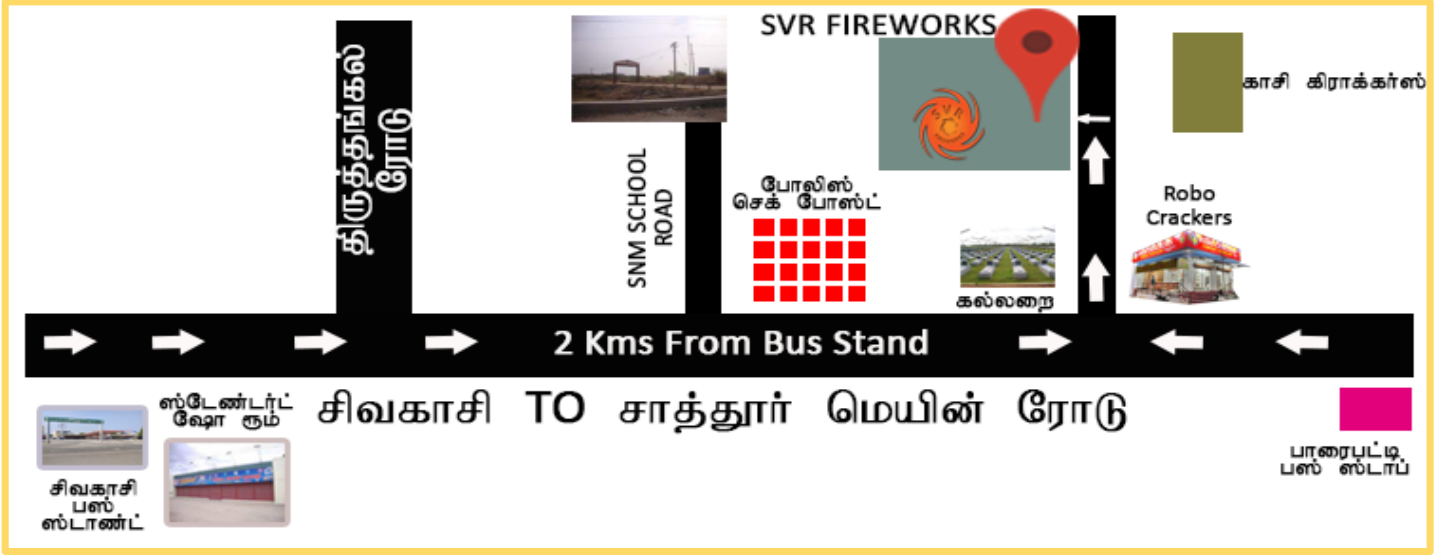 SVR FIREWORKS
திருத்தங்கல்
ரோடு
காசி கிராக்கர்ஸ்
SVR
SNM SCHOOL
ROAD
போலிஸ்
செக் போஸ்ட்
Robo
Crackers
கல்லறை
2 Kms From Bus Stand
சிவகாசி TO சாத்தூர் மெயின் ரோடு
ஸ்டேண்டர்ட்
ஷோ ரூம்
சிவகாசி
பஸ்
ஸ்டாண்ட்
பாரைபட்டி
பஸ் ஸ்டாப்